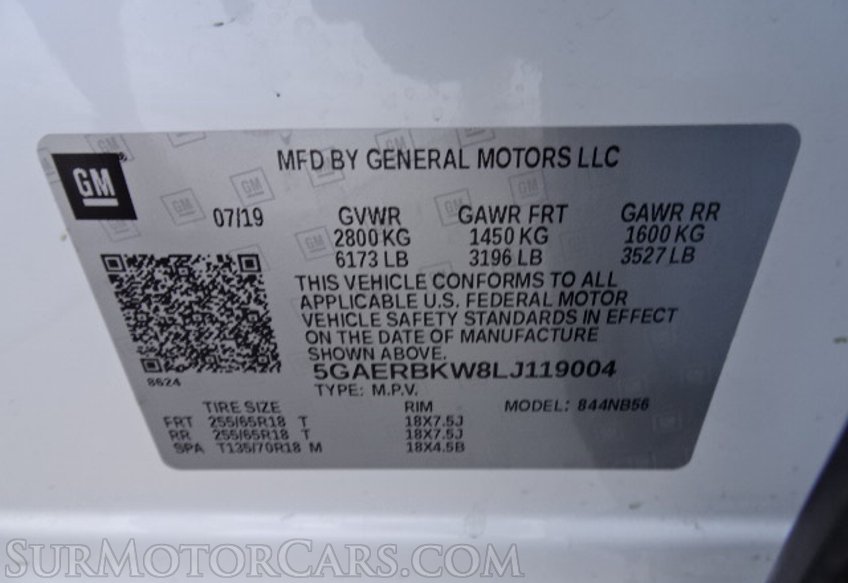 GM
MFD BY GENERAL MOTORS LLC
07/19 GVWR GAWR FRT GAWR RR
2800 KG 1450 KG 1600 KG
6173 LB 3196 LB 3527 LB
THIS VEHICLE CONFORMS TO ALL
APPLICABLE U.S. FEDERAL MOTOR
VEHICLE SAFETY STANDARDS IN EFFECT
ON THE DATE OF MANUFACTURE
SHOWN ABOVE.
5GAERBKW8LJ119004
8624
TYPE: M.P.V.
TIRE SIZE RIM MODEL: 844NB56
FRT 255/65R18 T 18X7.5J
RR 255/65R18 T 18X7.5J
SPA T135/70R18 M 18X4.5B
SURMOTORCARS.COM